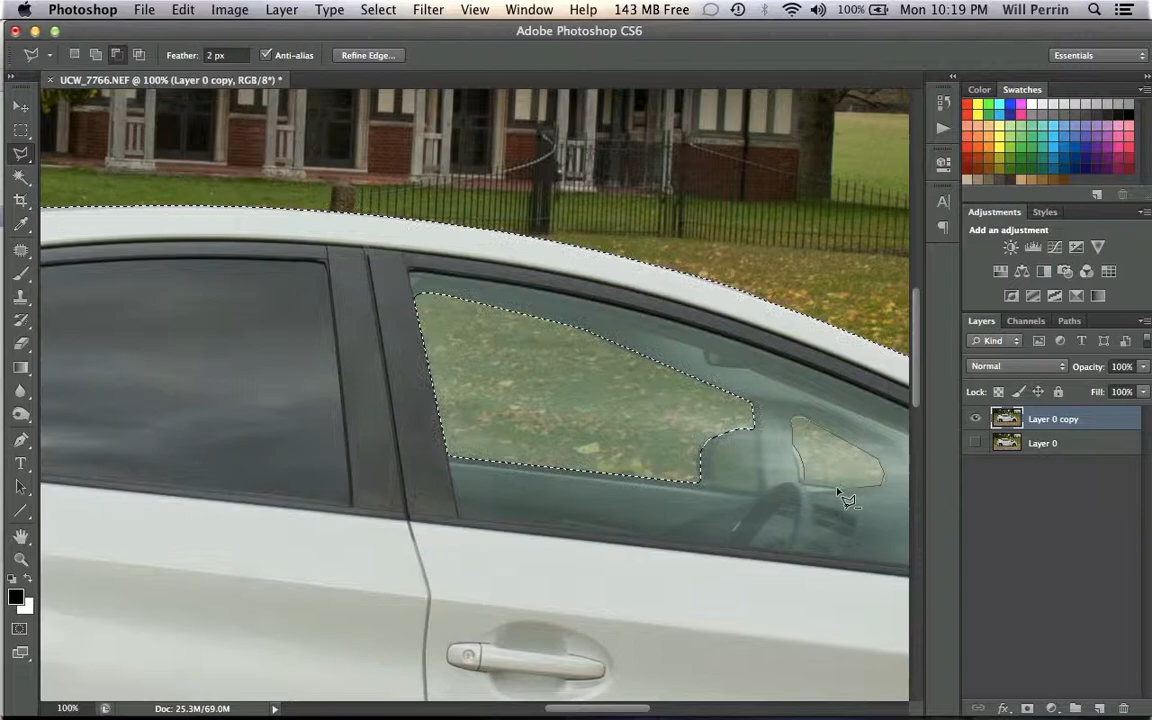 Photoshop File Edit Image Layer Type Select Filter View Window Help 143 MB Free 100% Mon 10:19 PM Will Perrin
Adobe Photoshop CS6
Feather: 2 px Anti-alias Refine Edge... Essentials
UCW_7766.NEF @ 100% (Layer 0 copy, RGB/8*) *
Color Swatches
Adjustments Styles
Add an adjustment
Layers Channels Paths
Kind
Normal Opacity: 100%
Lock: Fill: 100%
Layer 0 copy
Layer 0
100% Doc: 25.3M/69.0M